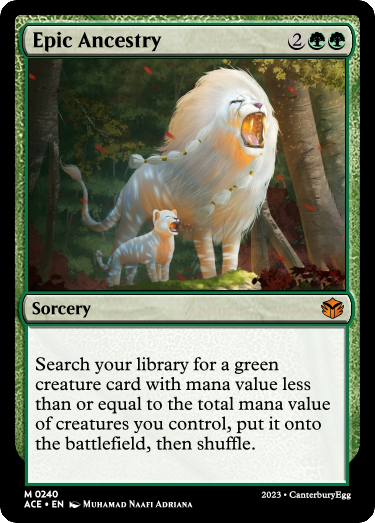 Epic Ancestry 2
Sorcery
Search your library for a green
creature card with mana value less
than or equal to the total mana value
of creatures you control, put it onto
the battlefield, then shuffle.
M 0240
ACE • EN Muhamad Naafi Adriana
2023 • CanterburyEgg